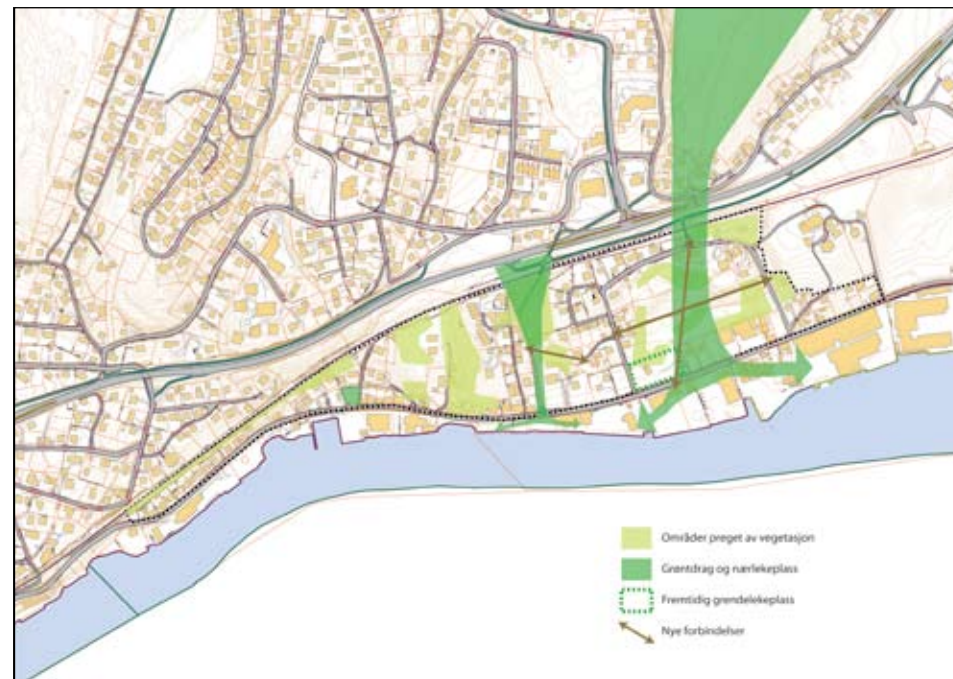 Områder preget av vegetasjon
Grøntdrag og nærlekeplass
Fremtidig grendelekeplass
Nye forbindelser